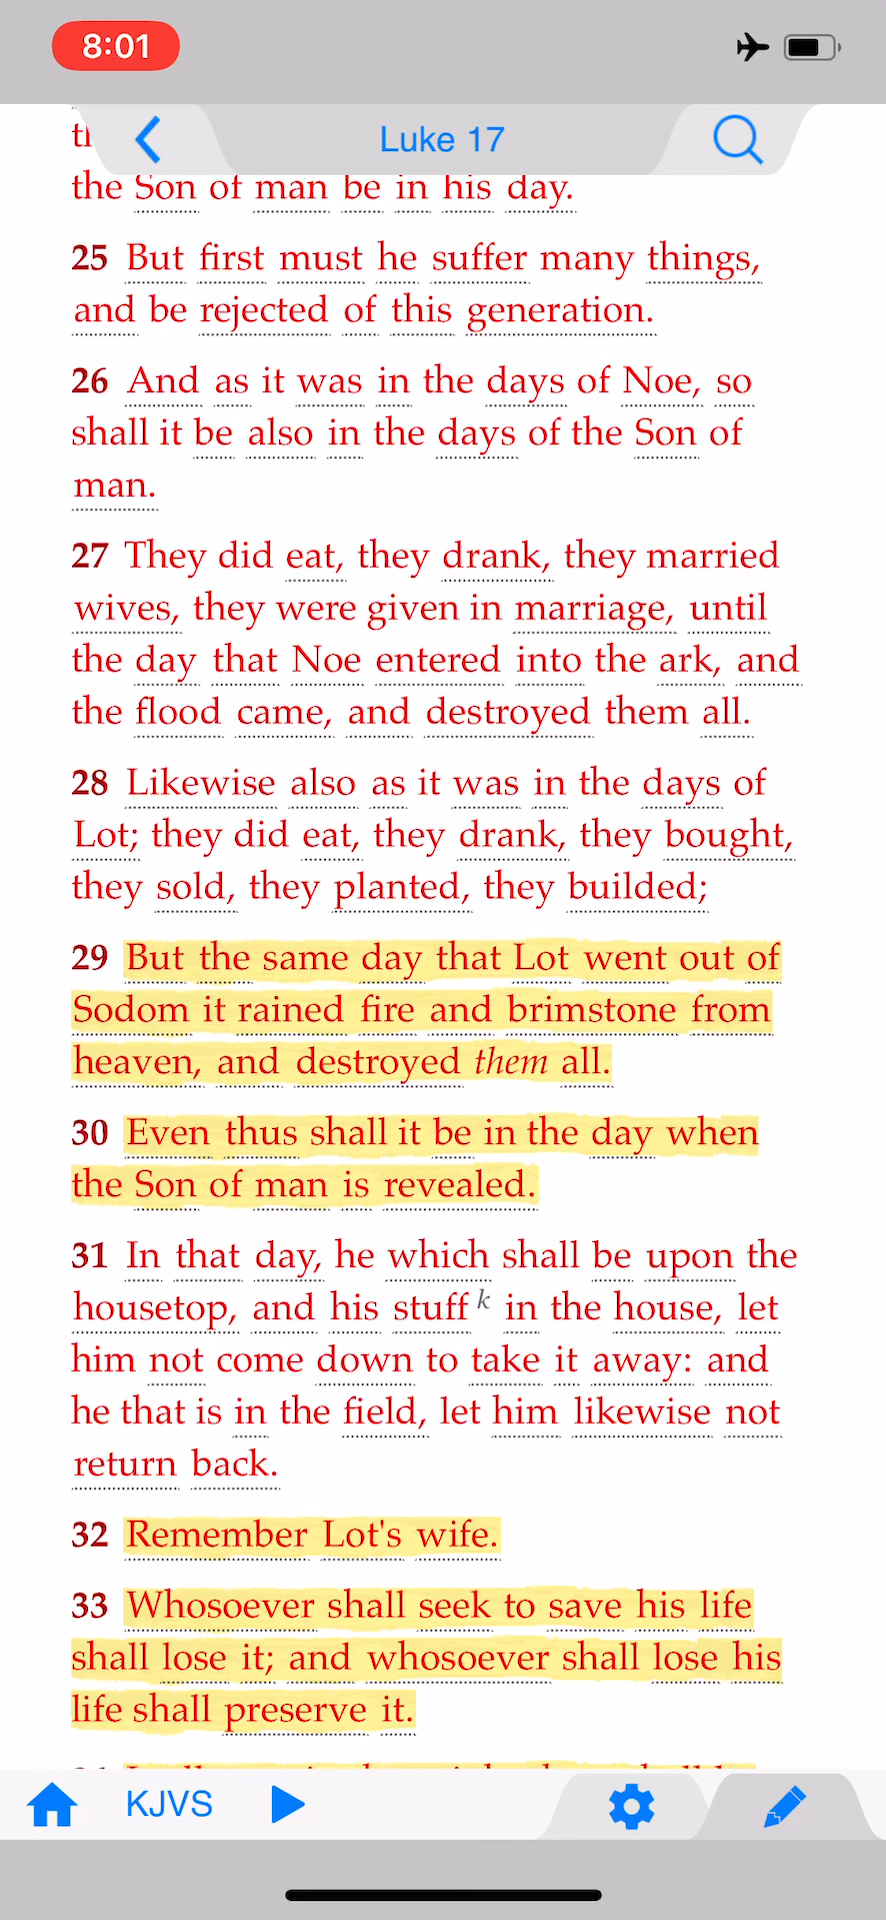 8:01
Luke 17
the Son of man be in his day.
25 But first must he suffer many things,
and be rejected of this generation.
26 And as it was in the days of Noe, so
shall it be also in the days of the Son of
man.
27 They did eat, they drank, they married
wives, they were given in marriage, until
the day that Noe entered into the ark, and
the flood came, and destroyed them all.
28 Likewise also as it was in the days of
Lot; they did eat, they drank, they bought,
they sold, they planted, they builded;
29 But the same day that Lot went out of
Sodom it rained fire and brimstone from
heaven, and destroyed them all.
30 Even thus shall it be in the day when
the Son of man is revealed.
31 In that day, he which shall be upon the
housetop, and his stuff k in the house, let
him not come down to take it away: and
he that is in the field, let him likewise not
return back.
32 Remember Lot's wife.
33 Whosoever shall seek to save his life
shall lose it; and whosoever shall lose his
life shall preserve it.
KJVS